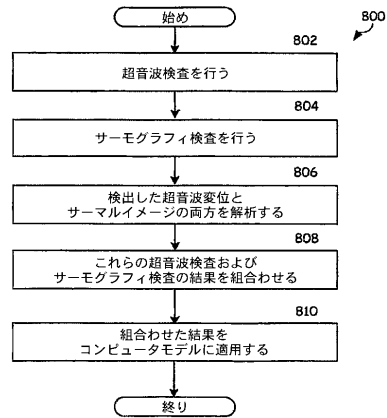 始め
800
802
超音波検査を行う
804
サーモグラフィ検査を行う
806
検出した超音波変位と
サーマルイメージの両方を解析する
808
これらの超音波検査および
サーモグラフィ検査の結果を組合わせる
810
組合わせた結果を
コンピュータモデルに適用する
終り